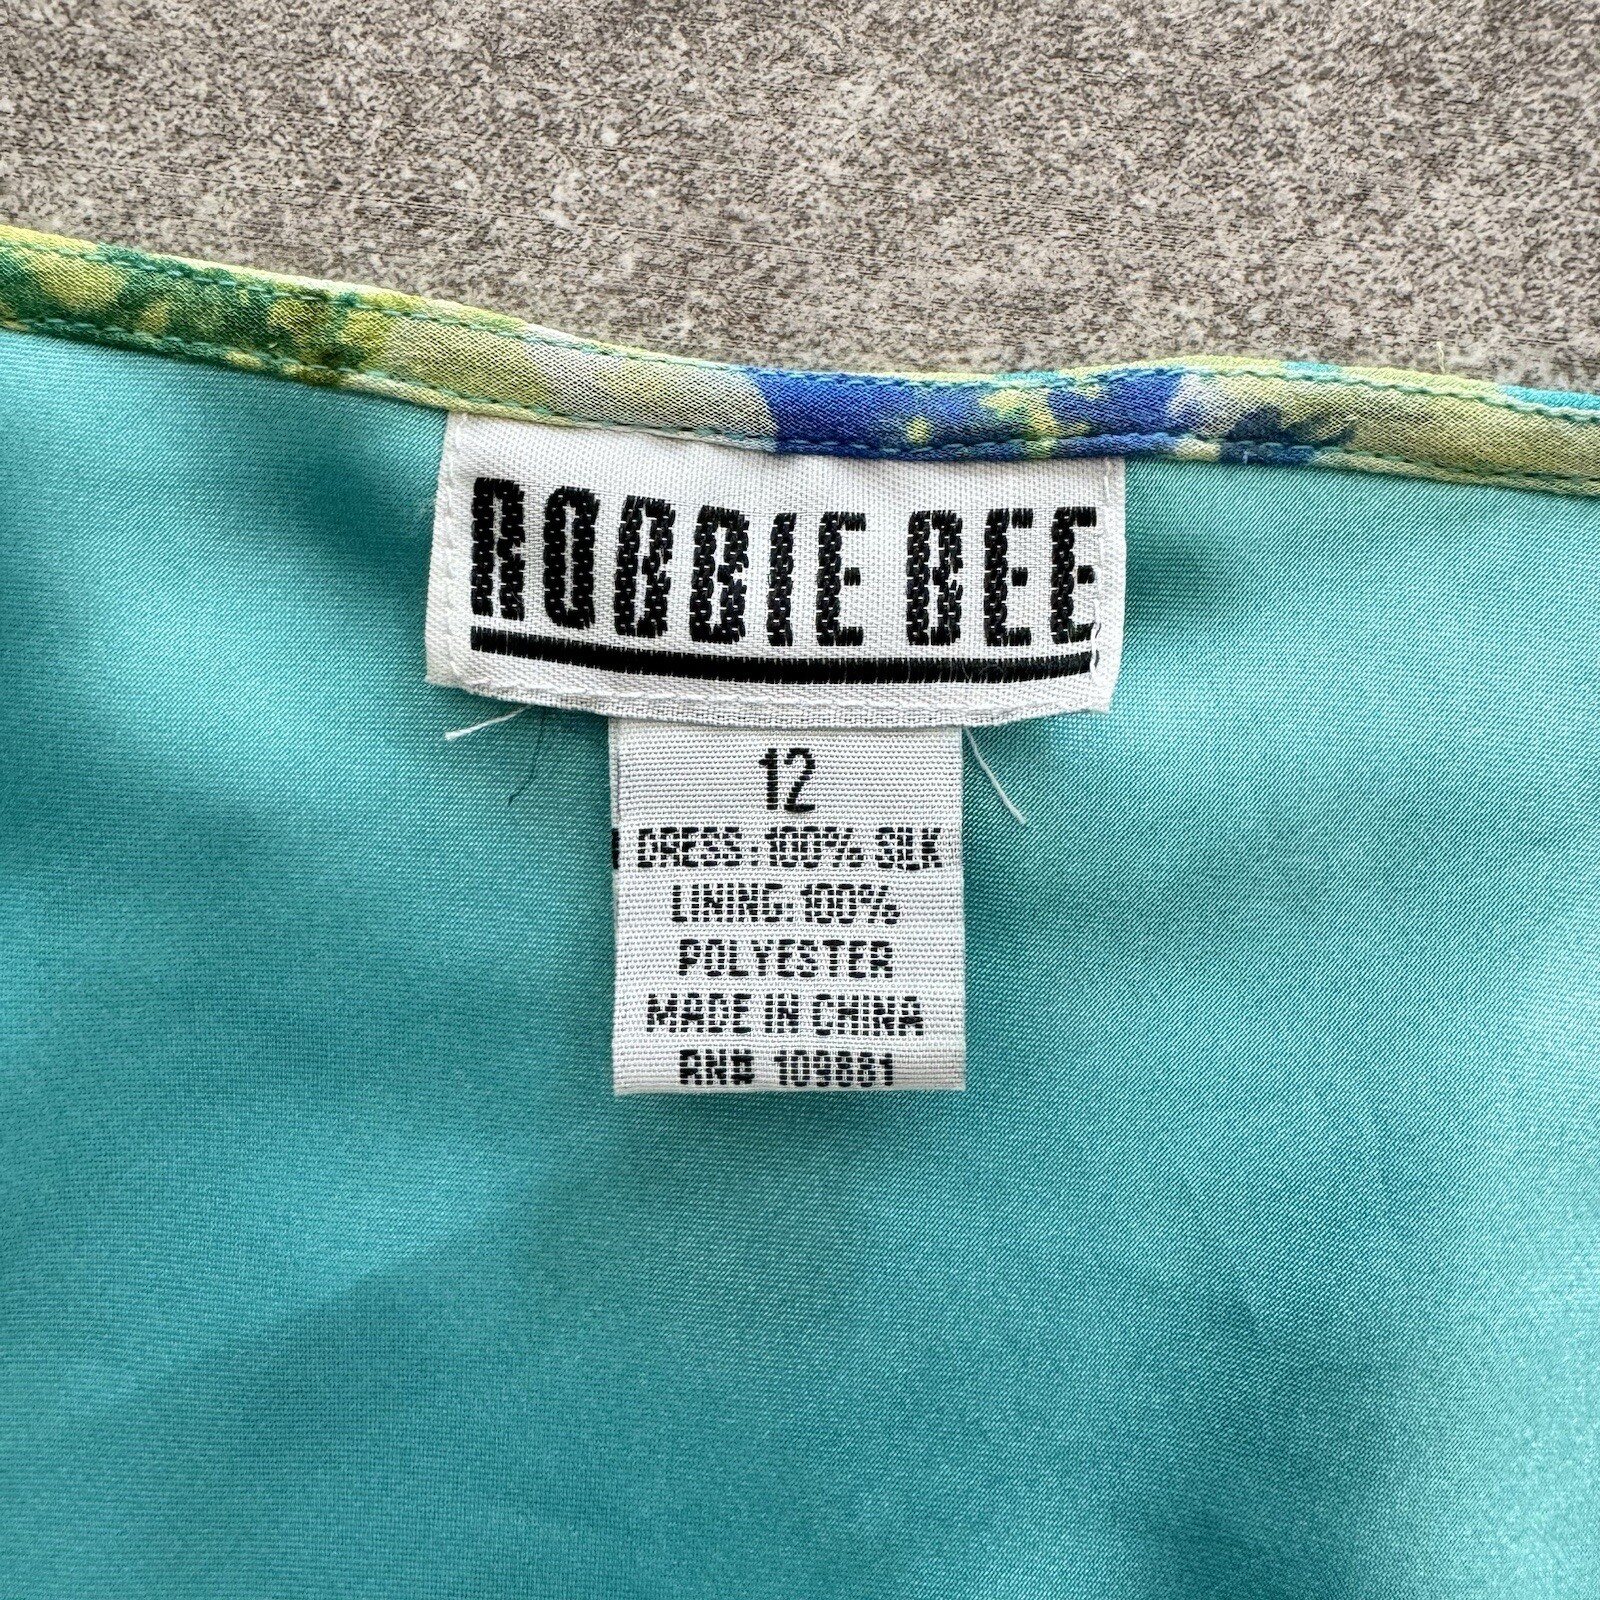 ROBBIE BEE
12
DRESS:100% SILK
LINING:100%
POLYESTER
MADE IN CHINA
RN# 109881